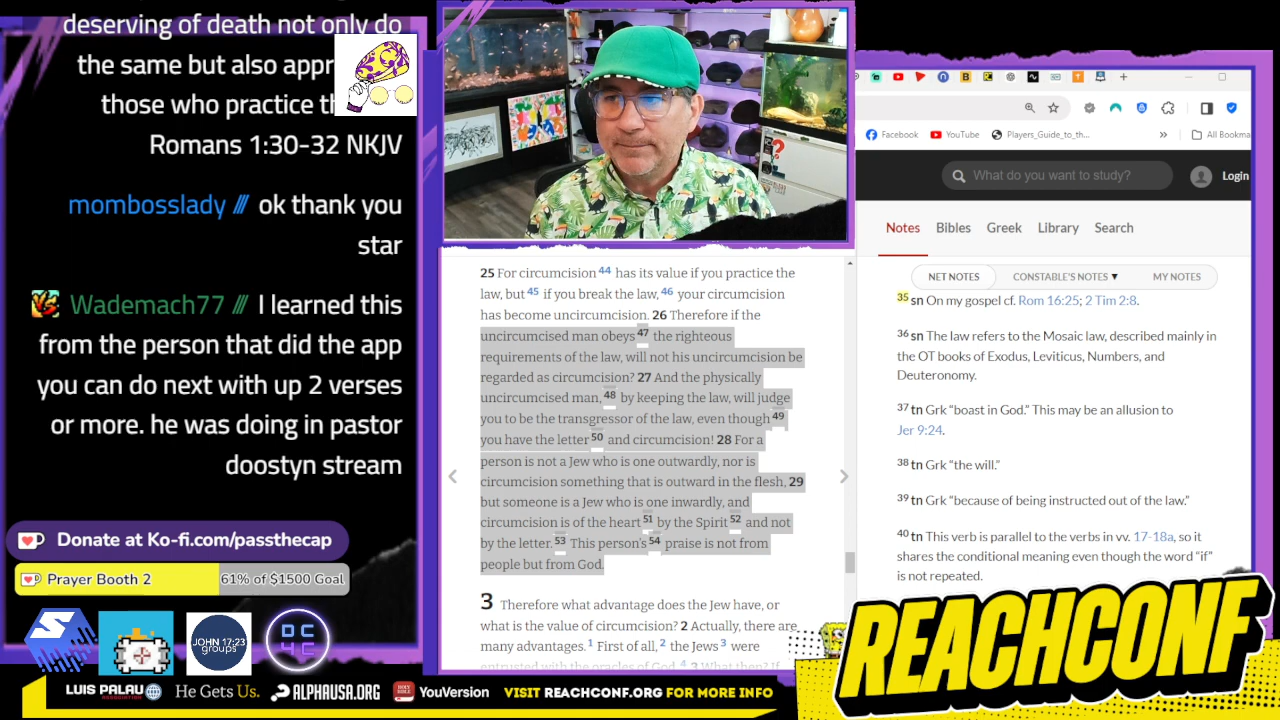 deserving of death not only do
the same but also appr
those who practice th
Romans 1:30-32 NKJV
mombosslady /// ok thank you
star
Wademach77 /// I learned this
from the person that did the app
you can do next with up 2 verses
or more. he was doing in pastor
doostyn stream
Donate at Ko-fi.com/passthecap
Prayer Booth 2 61% of $1500 Goal
JOHN 17:23
groups
OC
4C
25 For circumcision 44 has its value if you practice the
law, but 45 if you break the law, 46 your circumcision
has become uncircumcision. 26 Therefore if the
uncircumcised man obeys 47 the righteous
requirements of the law, will not his uncircumcision be
regarded as circumcision? 27 And the physically
uncircumcised man, 48 by keeping the law, will judge
you to be the transgressor of the law, even though 49
you have the letter 50 and circumcision! 28 For a
person is not a Jew who is one outwardly, nor is
circumcision something that is outward in the flesh, 29
but someone is a Jew who is one inwardly, and
circumcision is of the heart 51 by the Spirit 52 and not
by the letter. 53 This person's 54 praise is not from
people but from God.
3 Therefore what advantage does the Jew have, or
what is the value of circumcision? 2 Actually, there are
many advantages. 1 First of all, 2 the Jews 3 were
entrusted with the oracles of God. 4 3 What then? If
Facebook YouTube Players_Guide_to_th... » All Bookma
What do you want to study? Login
Notes Bibles Greek Library Search
NET NOTES CONSTABLE'S NOTES ▼ MY NOTES
35 sn On my gospel cf. Rom 16:25; 2 Tim 2:8.
36 sn The law refers to the Mosaic law, described mainly in
the OT books of Exodus, Leviticus, Numbers, and
Deuteronomy.
37 tn Grk “boast in God.” This may be an allusion to
Jer 9:24.
38 tn Grk “the will.”
39 tn Grk “because of being instructed out of the law.”
40 tn This verb is parallel to the verbs in vv. 17-18a, so it
shares the conditional meaning even though the word “if”
is not repeated.
REACHCONF
LUIS PALAU He Gets Us. ALPHAUSA.ORG HOLY BIBLE YouVersion VISIT REACHCONF.ORG FOR MORE INFO